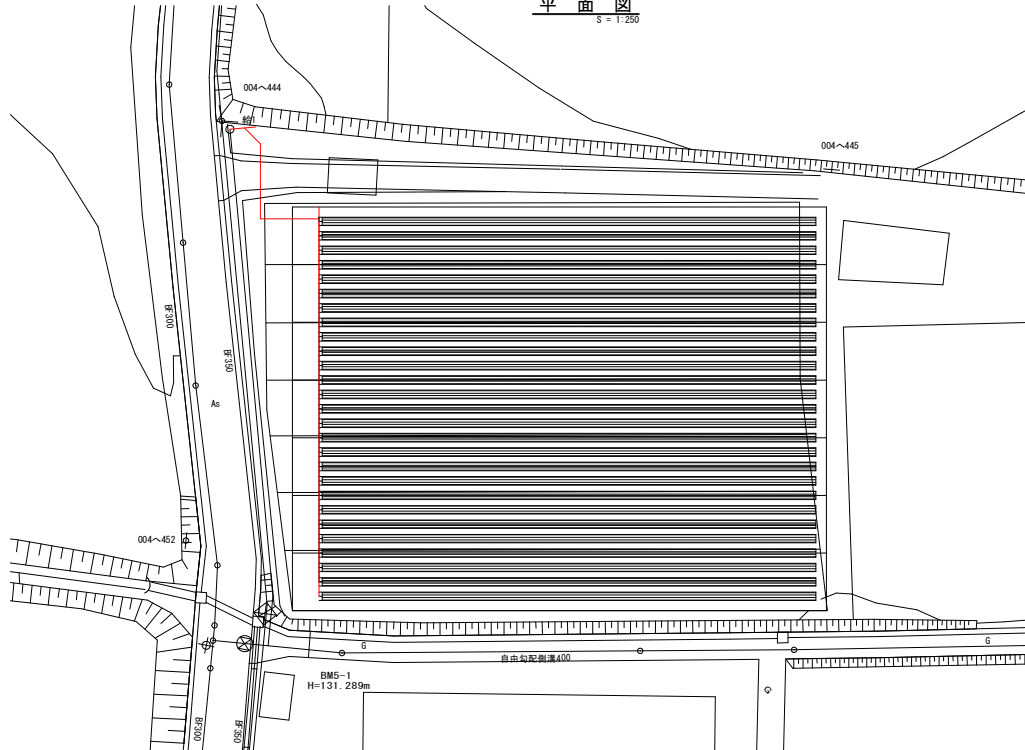 平 面 図
S = 1:250
004へ444
給1
004へ445
BF300
BF350
As
004へ452
G
自由勾配側溝400
G
BM5-1
H=131.289m
BF300
BF350